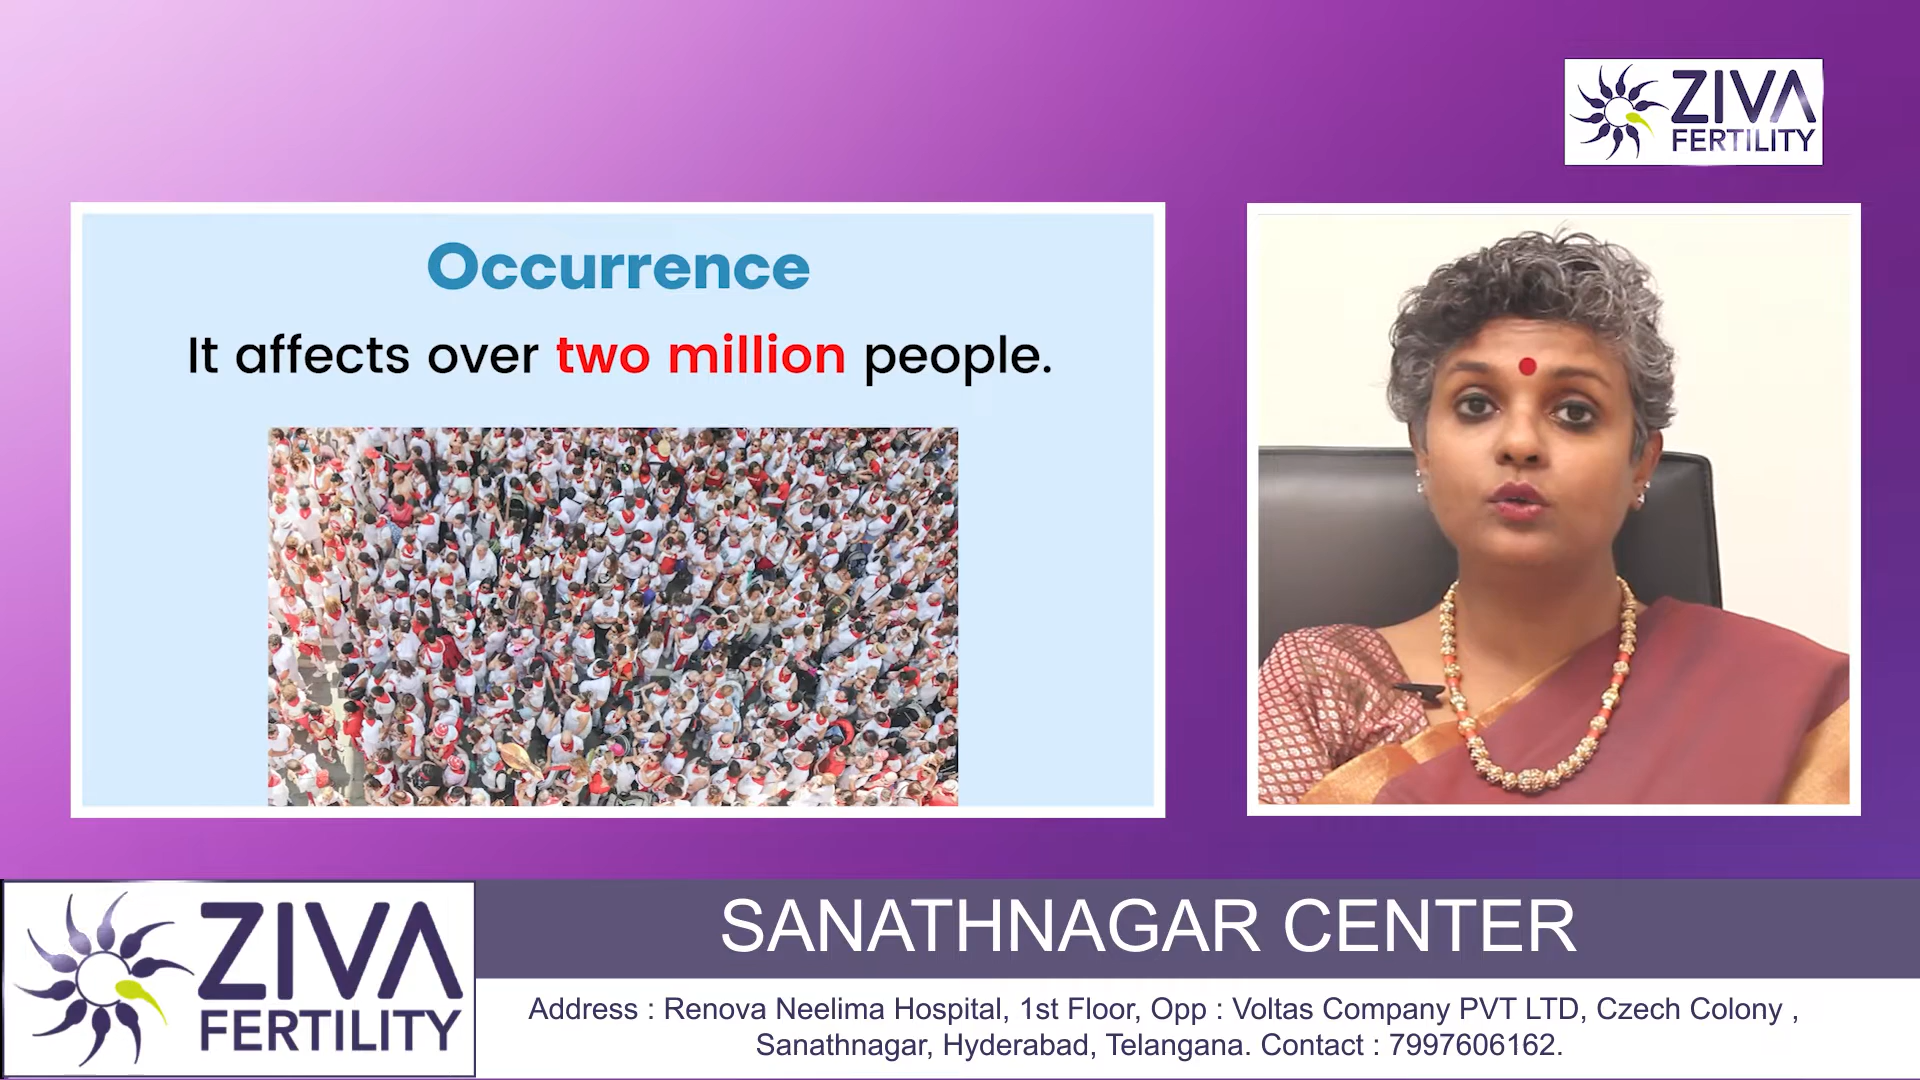 ZIVA
FERTILITY
Occurrence
It affects over two million people.
ZIVA
FERTILITY
SANATHNAGAR CENTER
Address : Renova Neelima Hospital, 1st Floor, Opp : Voltas Company PVT LTD, Czech Colony ,
Sanathnagar, Hyderabad, Telangana. Contact : 7997606162.